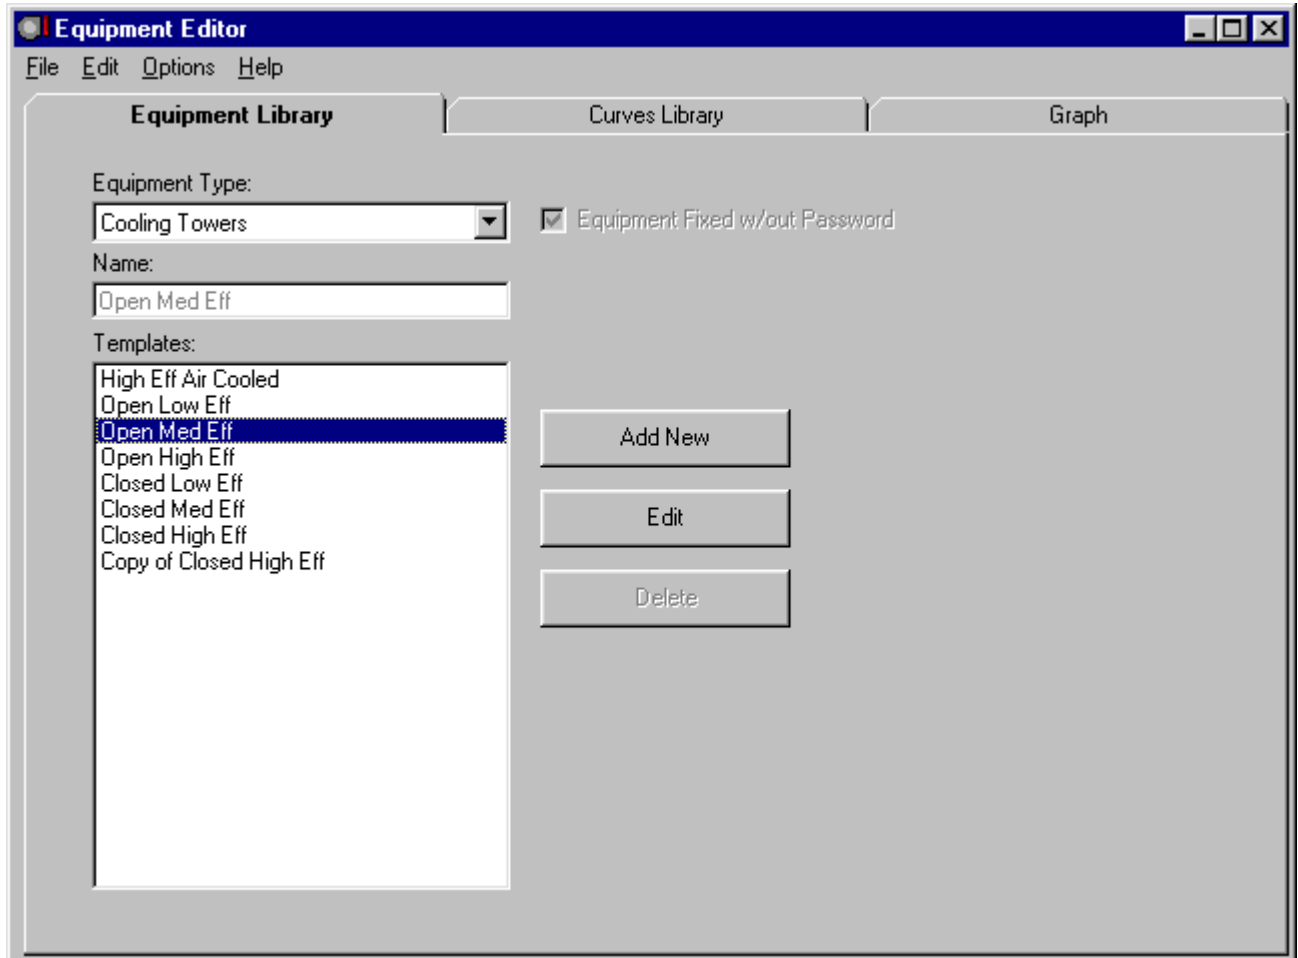 Equipment Editor
File Edit Options Help
Equipment Library Curves Library Graph
Equipment Type:
Cooling Towers
Equipment Fixed w/out Password
Name:
Open Med Eff
Templates:
High Eff Air Cooled
Open Low Eff
Open Med Eff
Open High Eff
Closed Low Eff
Closed Med Eff
Closed High Eff
Copy of Closed High Eff
Add New
Edit
Delete